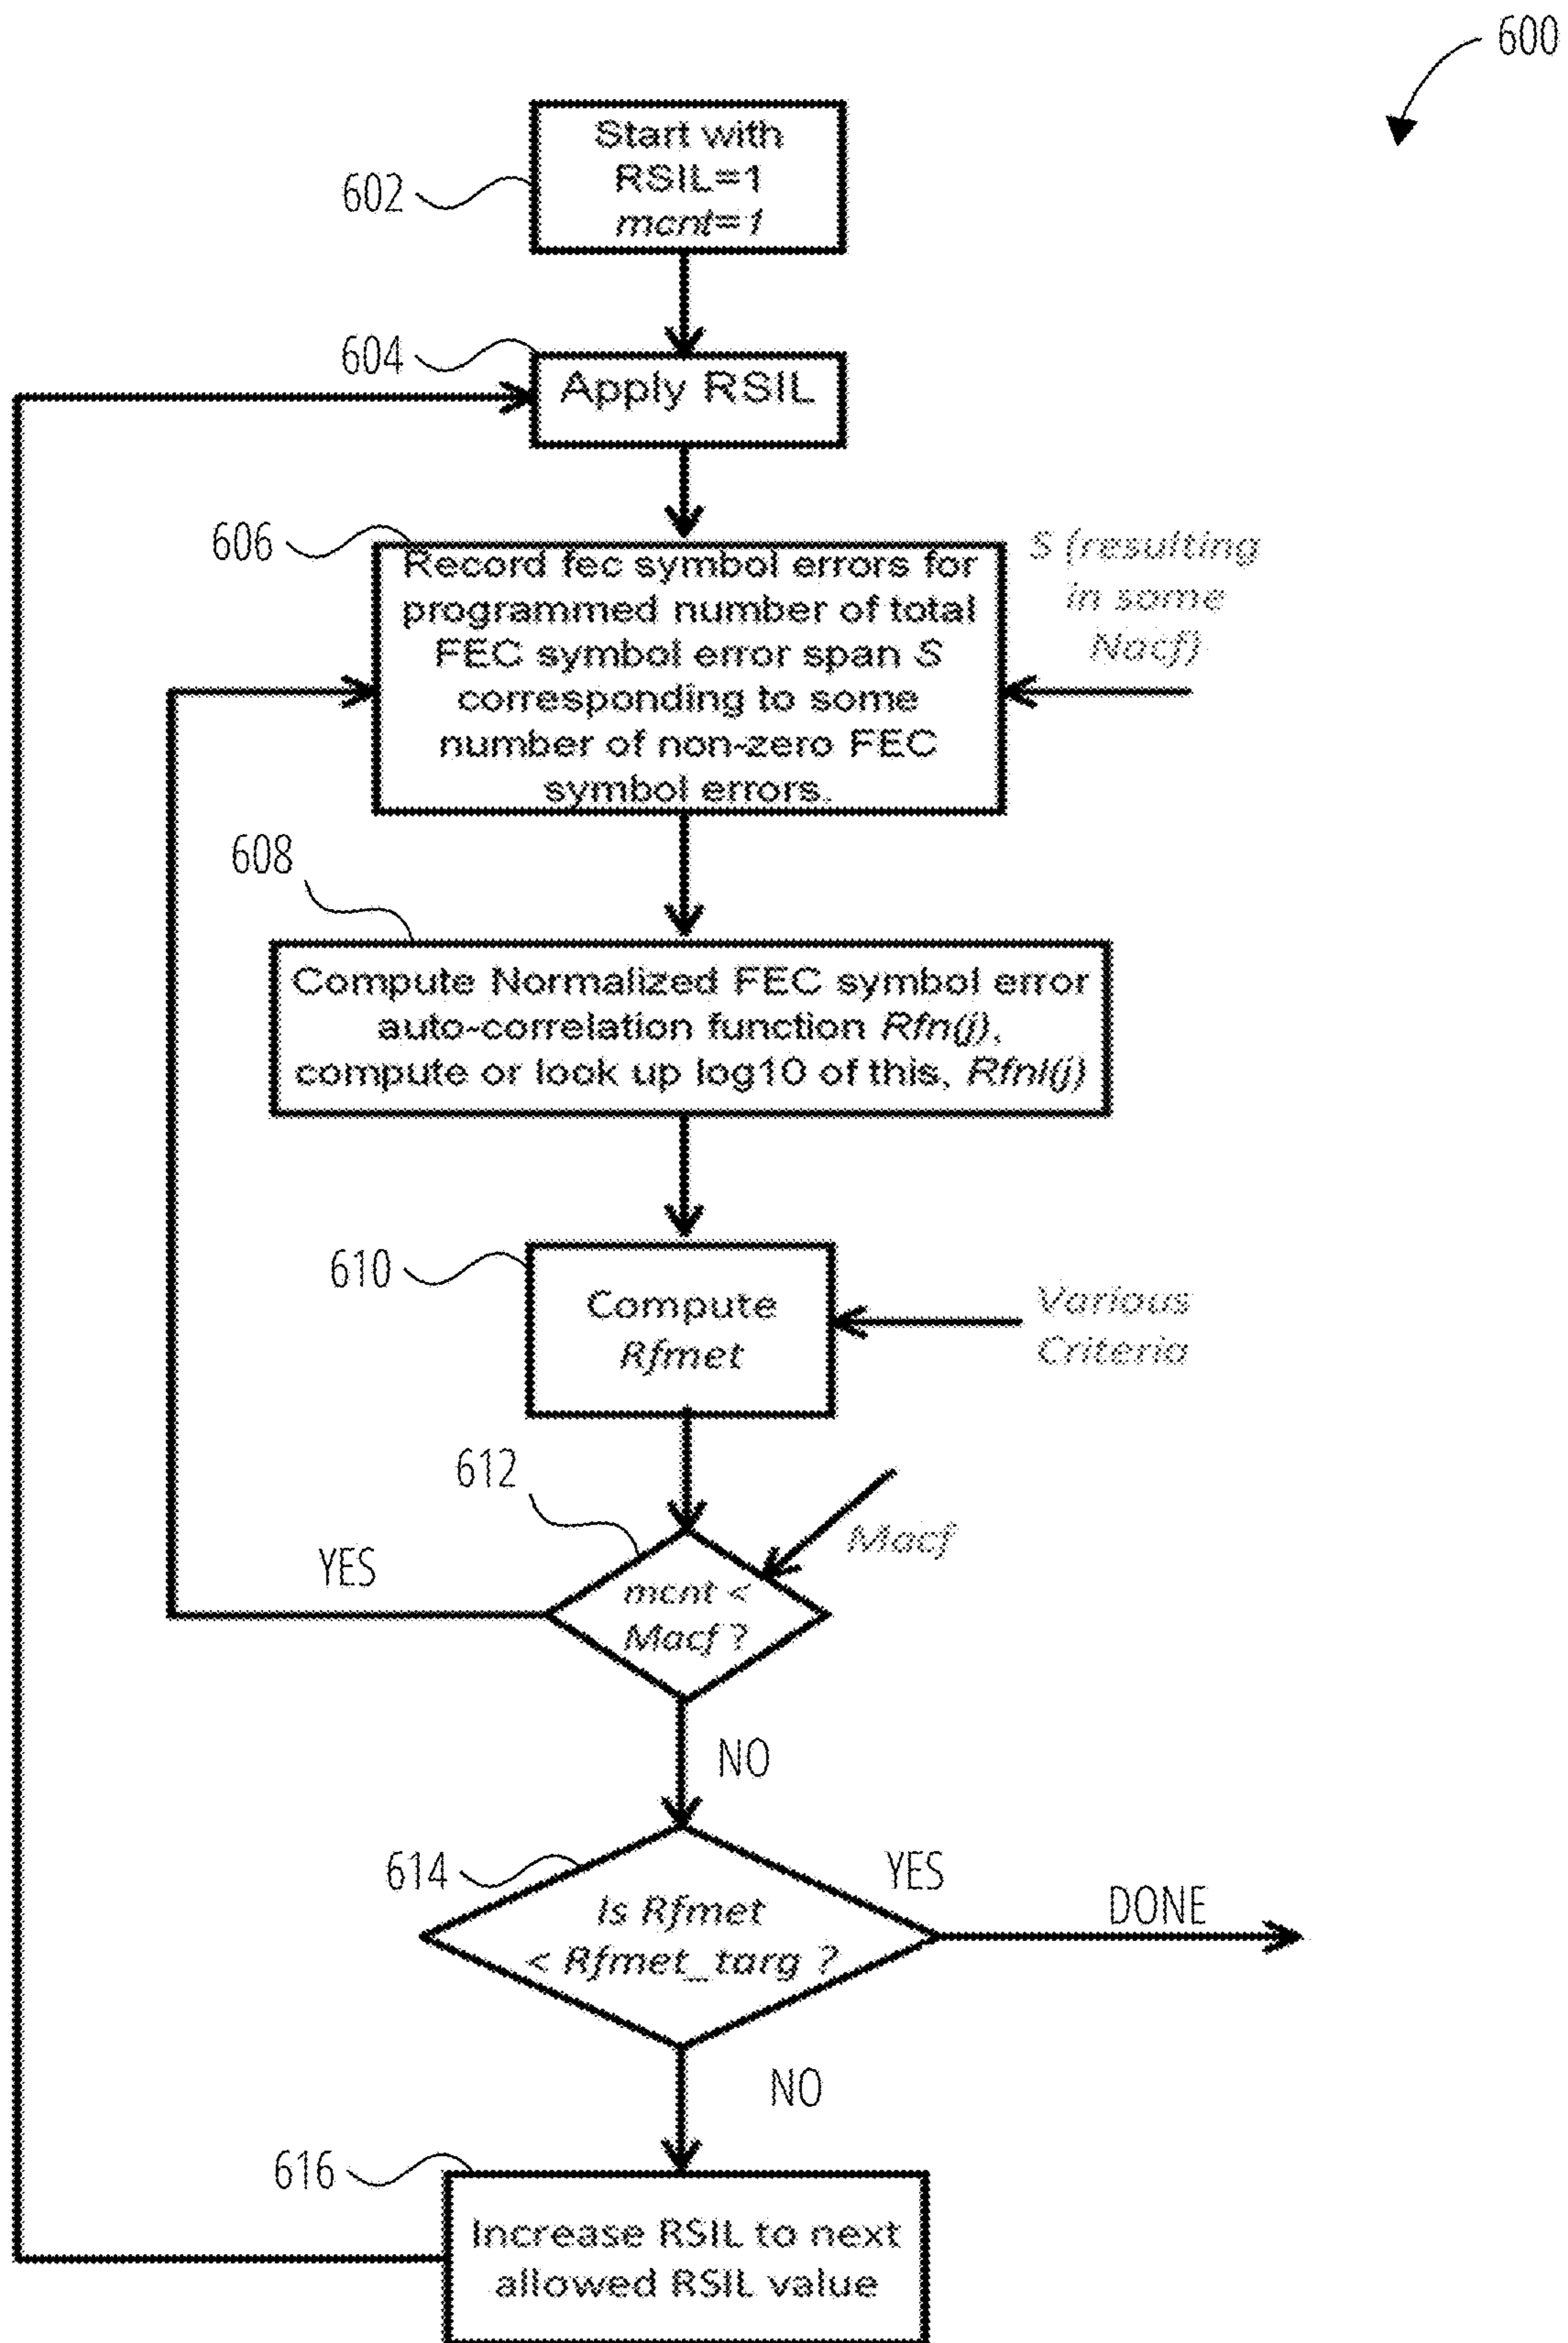 600
602
Start with
RSIL=1
mcnt=1
604
Apply RSIL
606
Record fec symbol errors for
programmed number of total
FEC symbol error span S
corresponding to some
number of non-zero FEC
symbol errors.
S (resulting
in some
Nacf)
608
Compute Normalized FEC symbol error
auto-correlation function Rfn(j),
compute or look up log10 of this, Rfnl(j)
610
Compute
Rfmet
Various
Criteria
612
Macf
YES
mcnt <
Macf ?
NO
614
YES
DONE
Is Rfmet
< Rfmet_targ ?
NO
616
Increase RSIL to next
allowed RSIL value